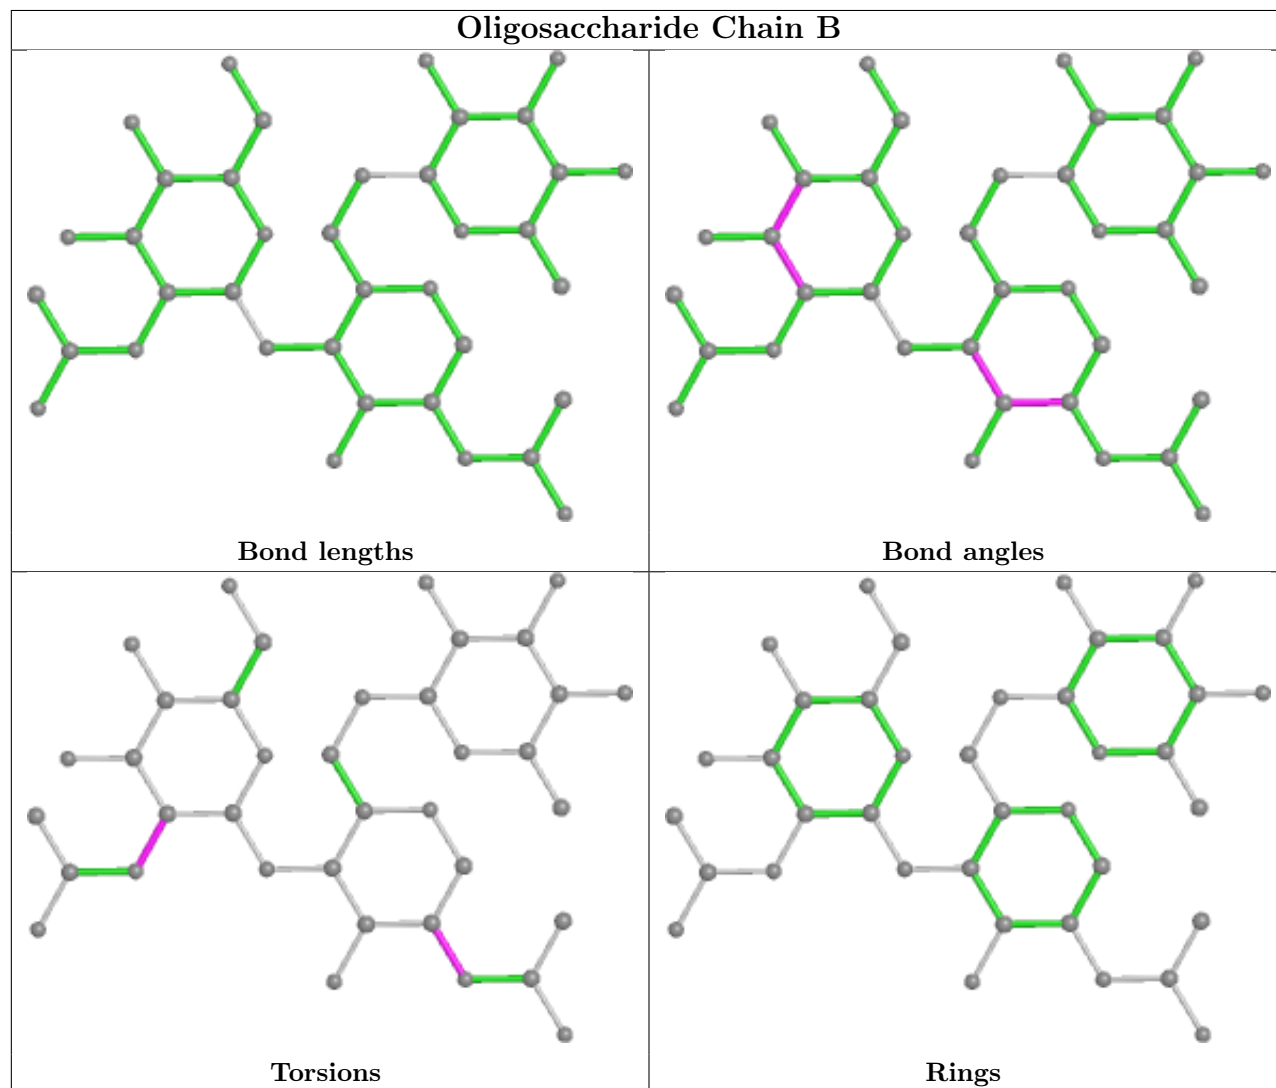 Oligosaccharide Chain B
Bond lengths
Bond angles
Torsions
Rings